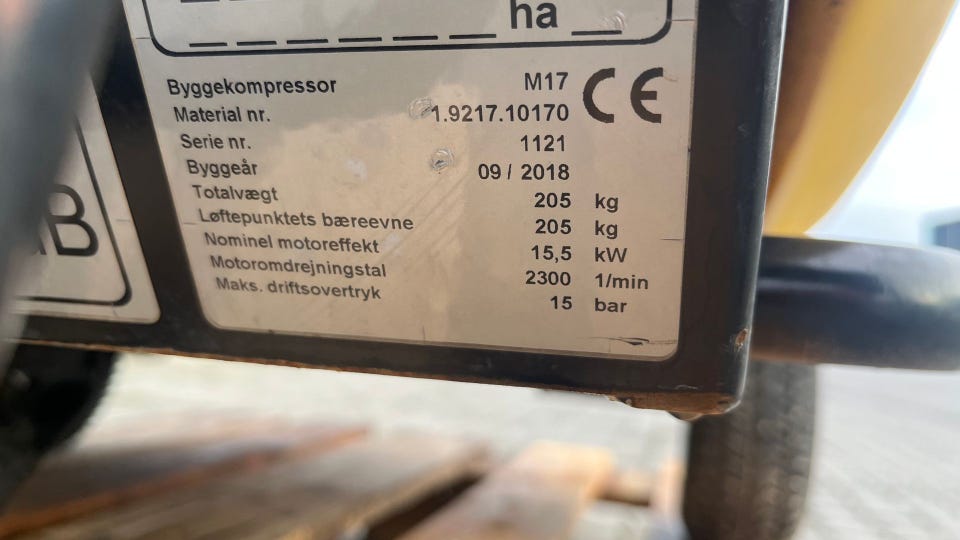 ha
Byggekompressor M17 CE
Material nr. 1.9217.10170
Serie nr. 1121
Byggeår 09 / 2018
Totalvægt 205 kg
Løftepunktets bæreevne 205 kg
Nominel motoreffekt 15,5 kW
Motoromdrejningstal 2300 1/min
Maks. driftsovertryk 15 bar
B